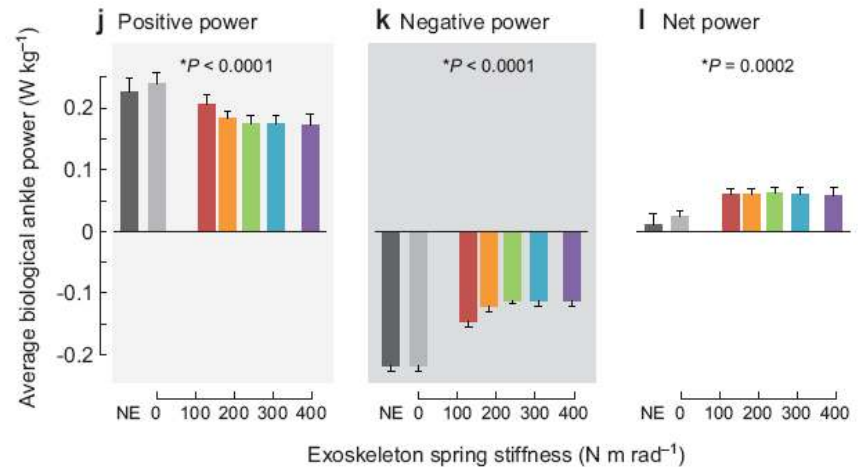 j Positive power
k Negative power
l Net power
*P < 0.0001
*P < 0.0001
*P = 0.0002
Average biological ankle power (W kg⁻¹)
0.2
0.1
0
-0.1
-0.2
NE 0 100 200 300 400
NE 0 100 200 300 400
NE 0 100 200 300 400
Exoskeleton spring stiffness (N m rad⁻¹)